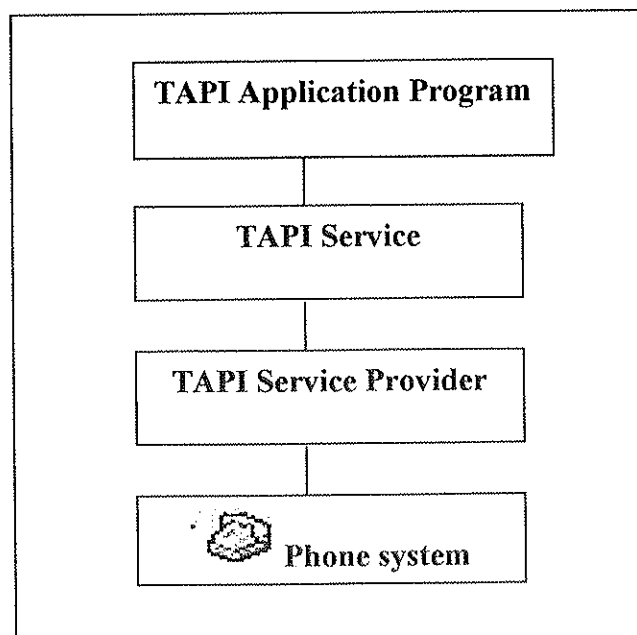 TAPI Application Program
TAPI Service
TAPI Service Provider
Phone system